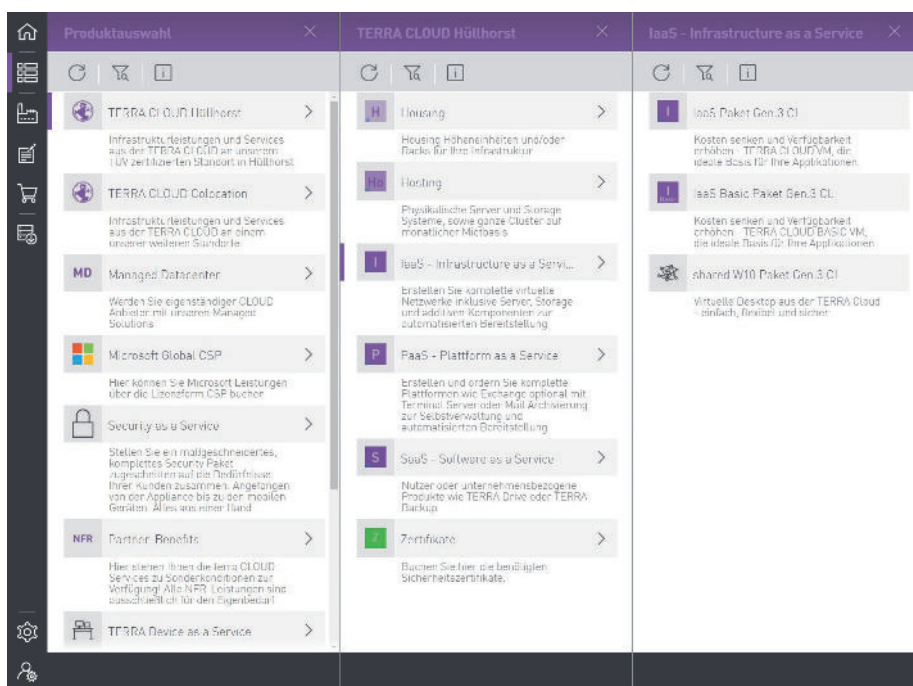 Produktauswahl
TERRA CLOUD Hüllhorst
Infrastrukturleistungen und Services
aus der TERRA CLOUD an unserem
TÜV zertifizierten Standort in Hüllhorst
TERRA CLOUD Colocation
Infrastrukturleistungen und Services
aus der TERRA CLOUD an einem
unserer weiteren Standorte
MD Managed Datacenter
Werden Sie eigenständiger CLOUD
Anbieter mit unseren Managed
Solutions
Microsoft Global CSP
Hier können Sie Microsoft Leistungen
über die Lizenzform CSP buchen
Security as a Service
Stellen Sie ein maßgeschneidertes,
komplettes Security Paket
zugeschnitten auf die Bedürfnisse
Ihrer Kunden zusammen. Angefangen
von der Appliance bis zu den mobilen
Geräten. Alles aus einer Hand
NFR Partner-Benefits
Hier stehen Ihnen die terra CLOUD
Services zu Sonderkonditionen zur
Verfügung! Alle NFR-Leistungen sind
ausschließlich für den Eigenbedarf
TERRA Device as a Service
TERRA CLOUD Hüllhorst
H Housing
Housing Höheneinheiten und/oder
Racks für Ihre Infrastruktur
Ho Hosting
Physikalische Server und Storage
Systeme, sowie ganze Cluster auf
monatlicher Mietbasis
I IaaS - Infrastructure as a Servi...
Erstellen Sie komplette virtuelle
Netzwerke inklusive Server, Storage
und additiven Komponenten zur
automatisierten Bereitstellung
P PaaS - Plattform as a Service
Erstellen und ordern Sie komplette
Plattformen wie Exchange optional mit
Terminal Server oder Mail Archivierung
zur Selbstverwaltung und
automatisierten Bereitstellung
S SaaS - Software as a Service
Nutzer oder unternehmensbezogene
Produkte wie TERRA Drive oder TERRA
Backup
Z Zertifikate
Buchen Sie hier die benötigten
Sicherheitszertifikate.
IaaS - Infrastructure as a Service
I IaaS Paket Gen.3 CL
Kosten senken und Verfügbarkeit
erhöhen - TERRA CLOUD VM, die
ideale Basis für Ihre Applikationen
I Basic IaaS Basic Paket Gen.3 CL
Kosten senken und Verfügbarkeit
erhöhen - TERRA CLOUD BASIC VM,
die ideale Basis für Ihre Applikationen
shared W10 Paket Gen.3 CL
Virtuelle Desktop aus der TERRA Cloud
- einfach, flexibel und sicher